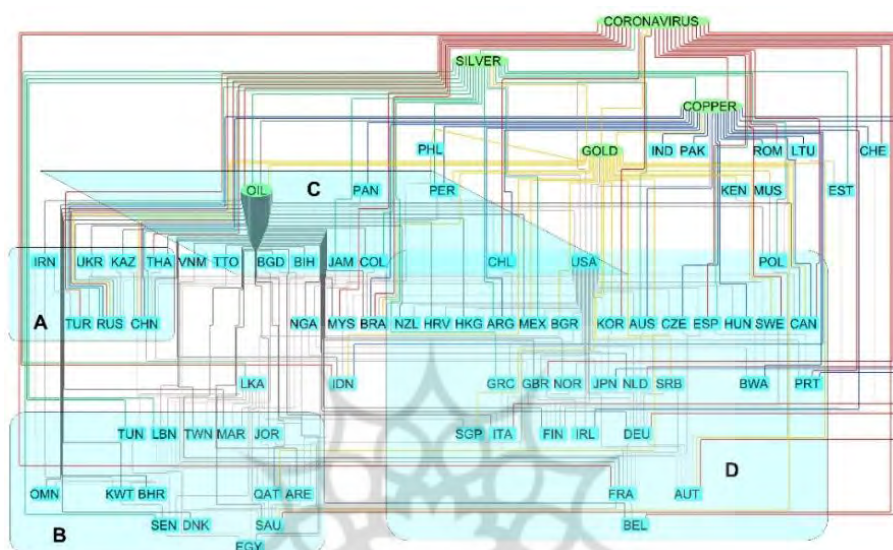 CORONAVIRUS
SILVER
COPPER
PHL GOLD IND PAK ROM LTU CHE
OIL C PAN PER KEN MUS EST
IRN UKR KAZ THA VNM TTO BGD BIH JAM COL CHL USA POL
A TUR RUS CHN NGA MYS BRA NZL HRV HKG ARG MEX BGR KOR AUS CZE ESP HUN SWE CAN
LKA IDN GRC GBR NOR JPN NLD SRB BWA PRT
TUN LBN TWN MAR JOR SGP ITA FIN IRL DEU
D
OMN KWT BHR QAT ARE FRA AUT
SEN DNK SAU BEL
B
EGY